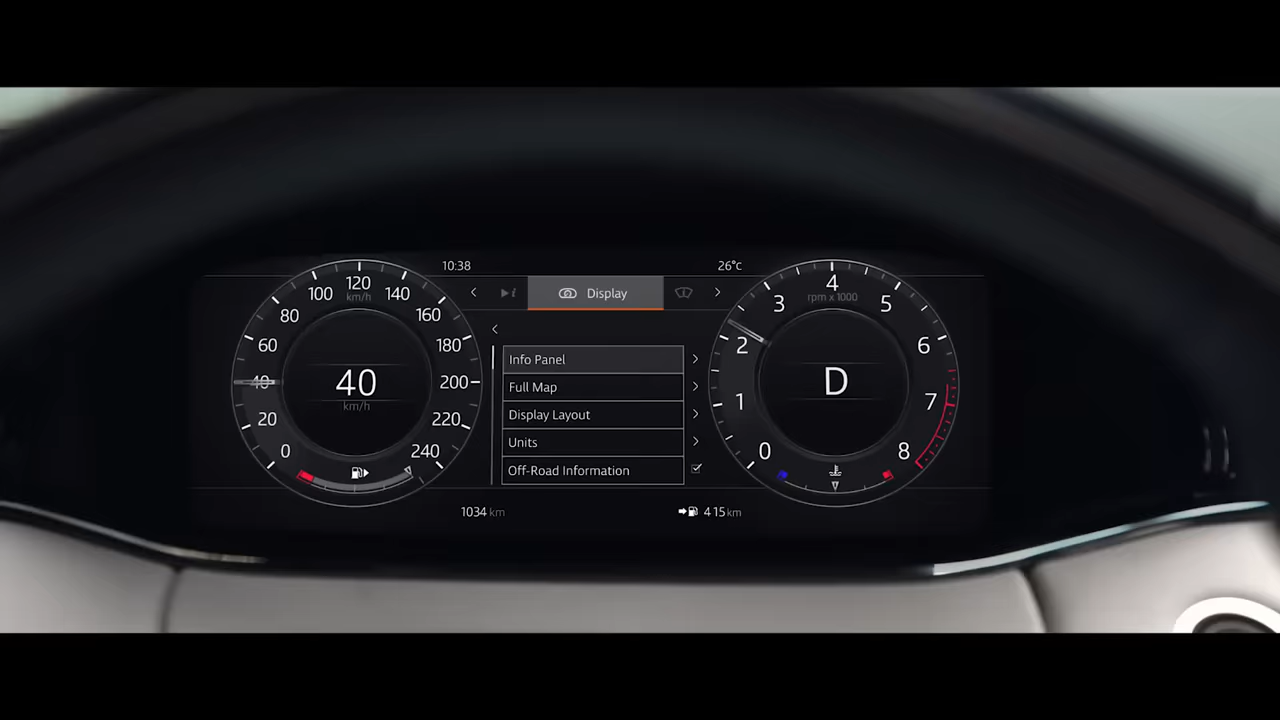 10:38
26°C
Display
Info Panel
Full Map
Display Layout
Units
Off-Road Information
0
20
40
60
80
100
120
140
160
180
200
220
240
km/h
40
km/h
0
1
2
3
4
5
6
7
8
rpm x 1000
D
1034 km
415 km